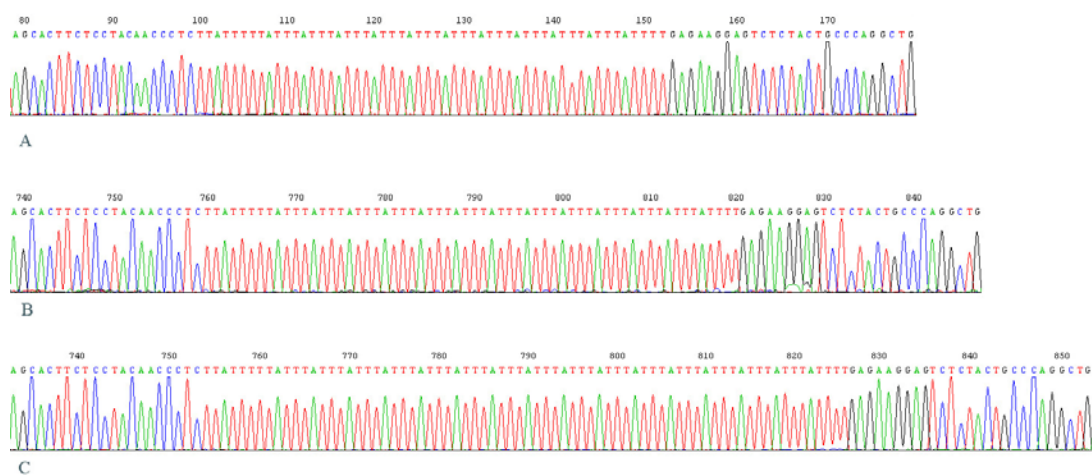 80 90 100 110 120 130 140 150 160 170
AGCACTTCTCCTACAACCCTCTTATTTTTATTTATTTATTTATTTATTTATTTATTTATTTATTTATTTATTTTGAGAAGGAGTCTCTACTGCCCAGGCTG
A
740 750 760 770 780 790 800 810 820 830 840
AGCACTTCTCCTACAACCCTCTTATTTTTATTTATTTATTTATTTATTTATTTATTTATTTATTTATTTATTTATTTATTTTGAGAAGGAGTCTCTACTGCCCAGGCTG
B
740 750 760 770 780 790 800 810 820 830 840 850
AGCACTTCTCCTACAACCCTCTTATTTTTATTTATTTATTTATTTATTTATTTATTTATTTATTTATTTATTTATTTATTTATTTATTTATTTTGAGAAGGAGTCTCTACTGCCCAGGCTG
C